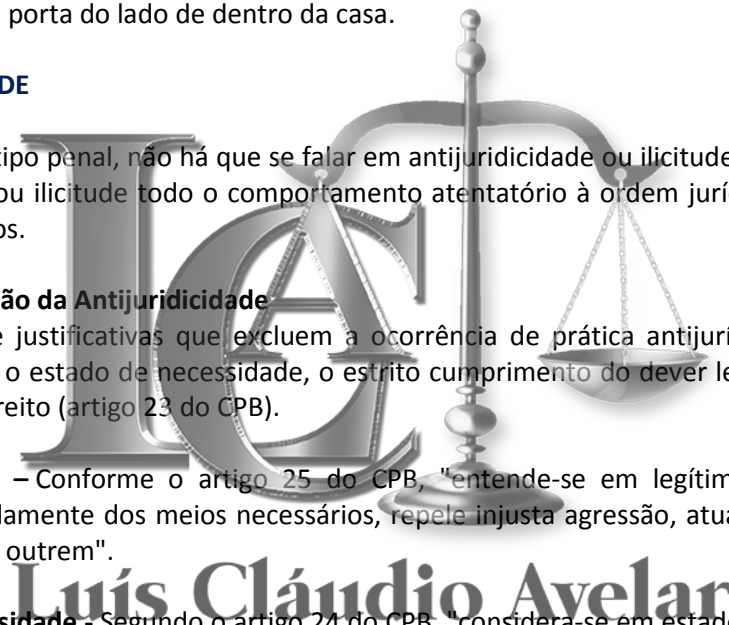 porta do lado de dentro da casa.
DE
tipo penal, não há que se falar em antijuridicidade ou ilicitude
ou ilicitude todo o comportamento atentatório à ordem jurí
os.
ão da Antijuridicidade
e justificativas que excluem a ocorrência de prática antijurí
o estado de necessidade, o estrito cumprimento do dever le
reito (artigo 23 do CPB).
– Conforme o artigo 25 do CPB, "entende-se em legítim
damente dos meios necessários, repele injusta agressão, atua
outrem".
LCA
Luís Cláudio Avelar
sidade - Segundo o artigo 24 do CPB, "considera-se em estado